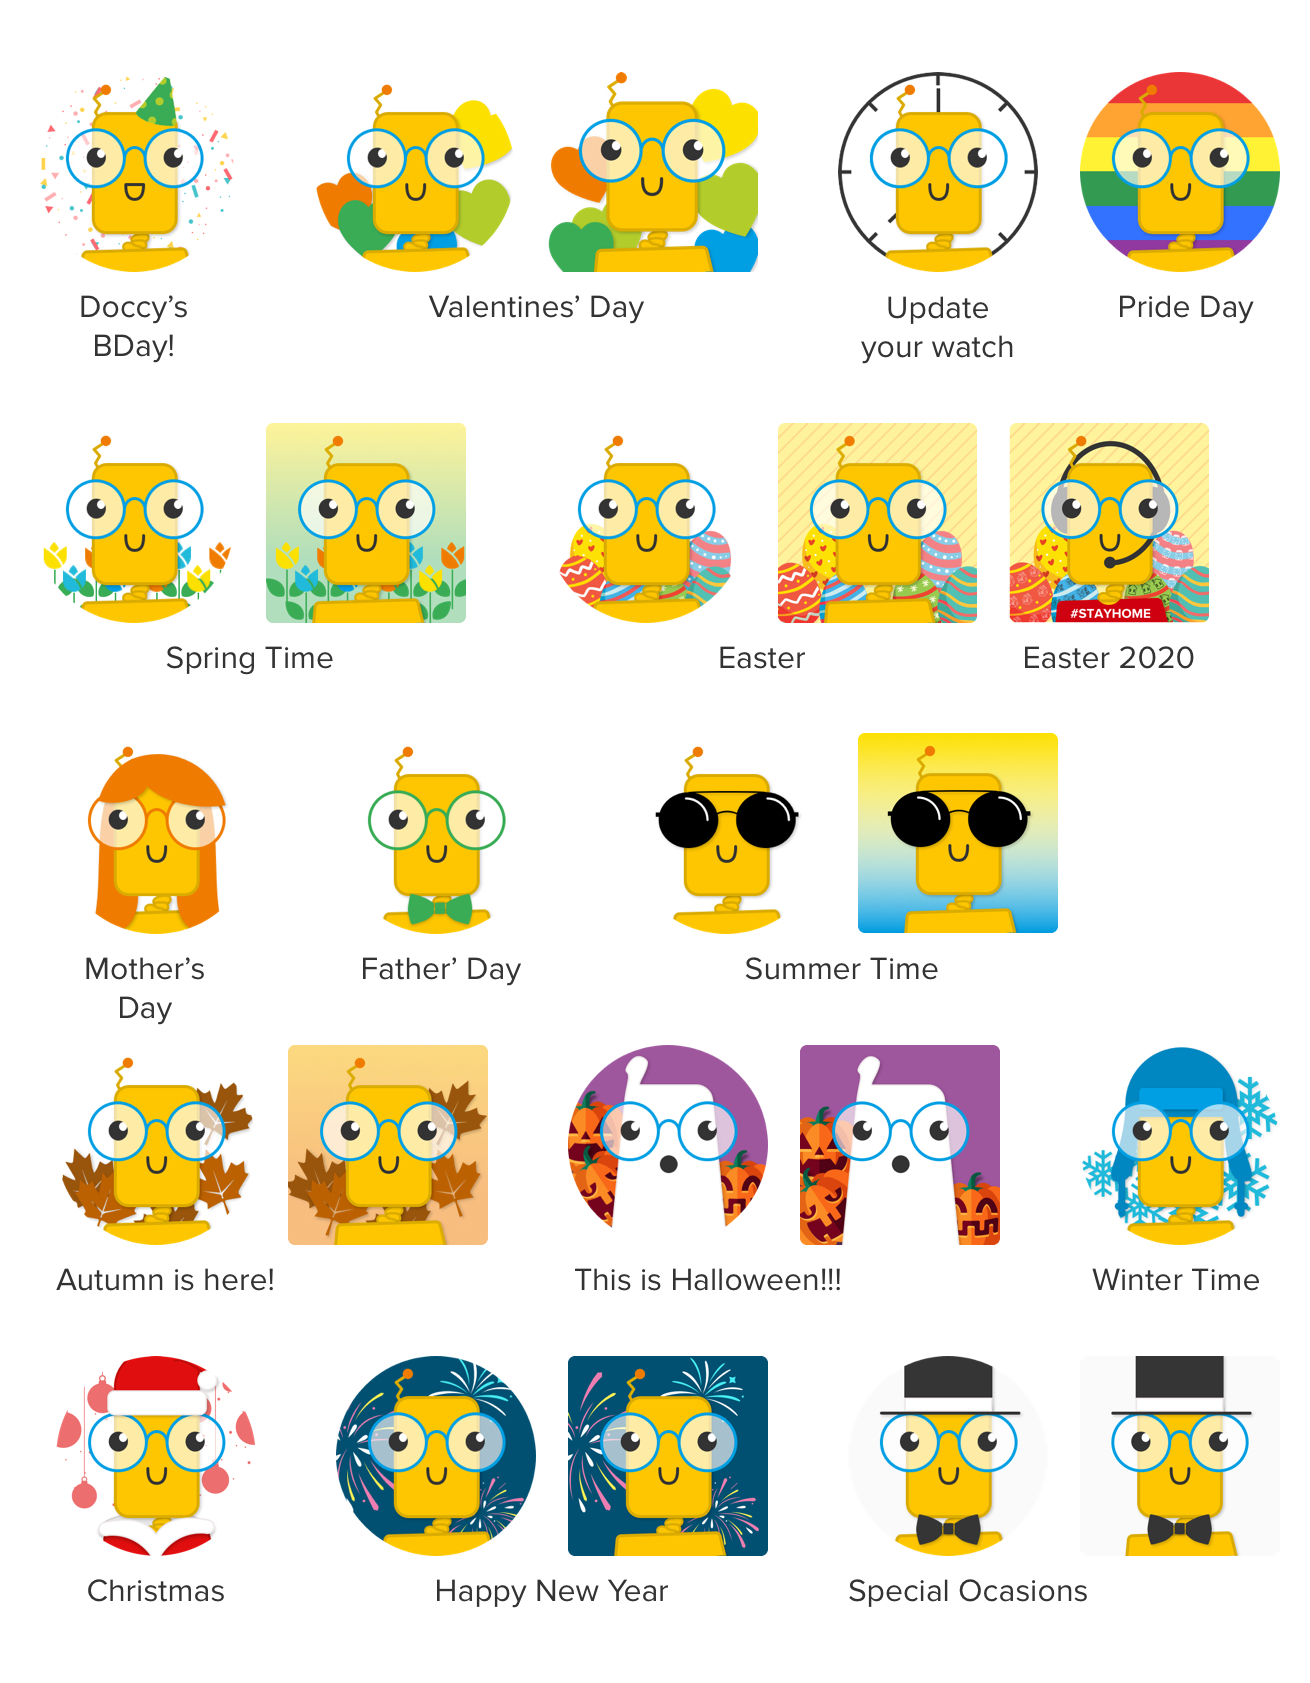 Doccy’s
BDay!
Valentines’ Day
Update
your watch
Pride Day
#STAYHOME
Spring Time
Easter
Easter 2020
Mother’s
Day
Father’ Day
Summer Time
Autumn is here!
This is Halloween!!!
Winter Time
Christmas
Happy New Year
Special Ocasions